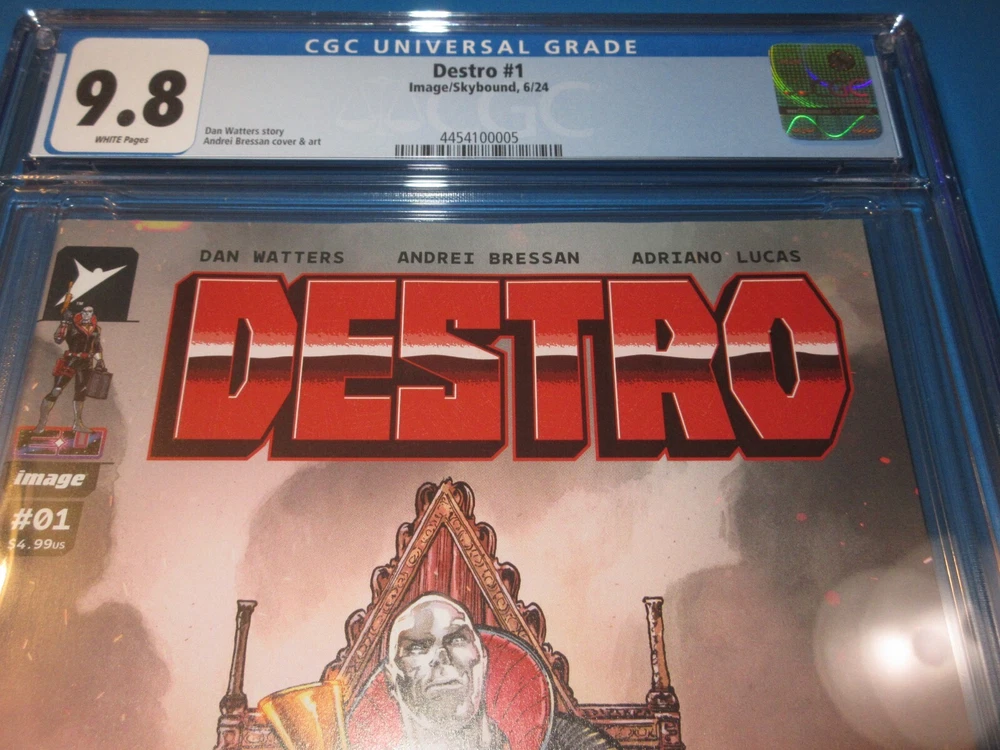 CGC UNIVERSAL GRADE
9.8
WHITE Pages
Destro #1
Image/Skybound, 6/24
Dan Watters story
Andrei Bressan cover & art
CGC
4454100005
DAN WATTERS ANDREI BRESSAN ADRIANO LUCAS
DESTRO
image
#01
$4.99US